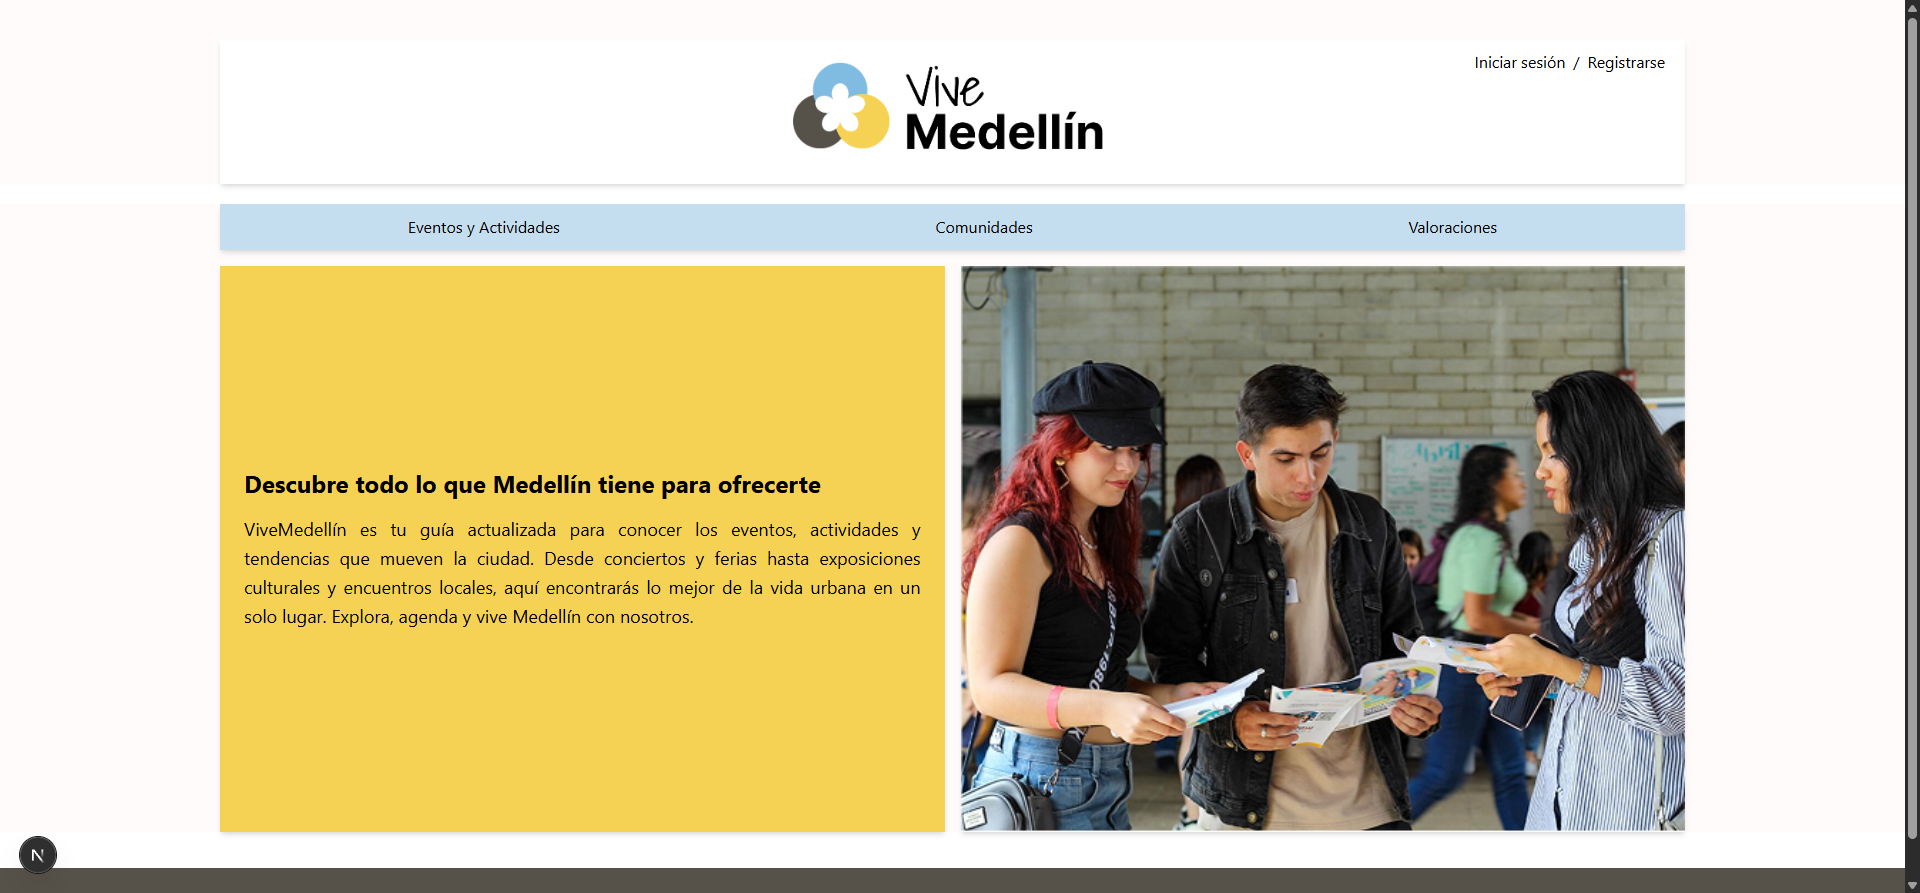 Iniciar sesión / Registrarse
Vive
Medellín
Eventos y Actividades
Comunidades
Valoraciones
Descubre todo lo que Medellín tiene para ofrecerte
ViveMedellín es tu guía actualizada para conocer los eventos, actividades y
tendencias que mueven la ciudad. Desde conciertos y ferias hasta exposiciones
culturales y encuentros locales, aquí encontrarás lo mejor de la vida urbana en un
solo lugar. Explora, agenda y vive Medellín con nosotros.
N